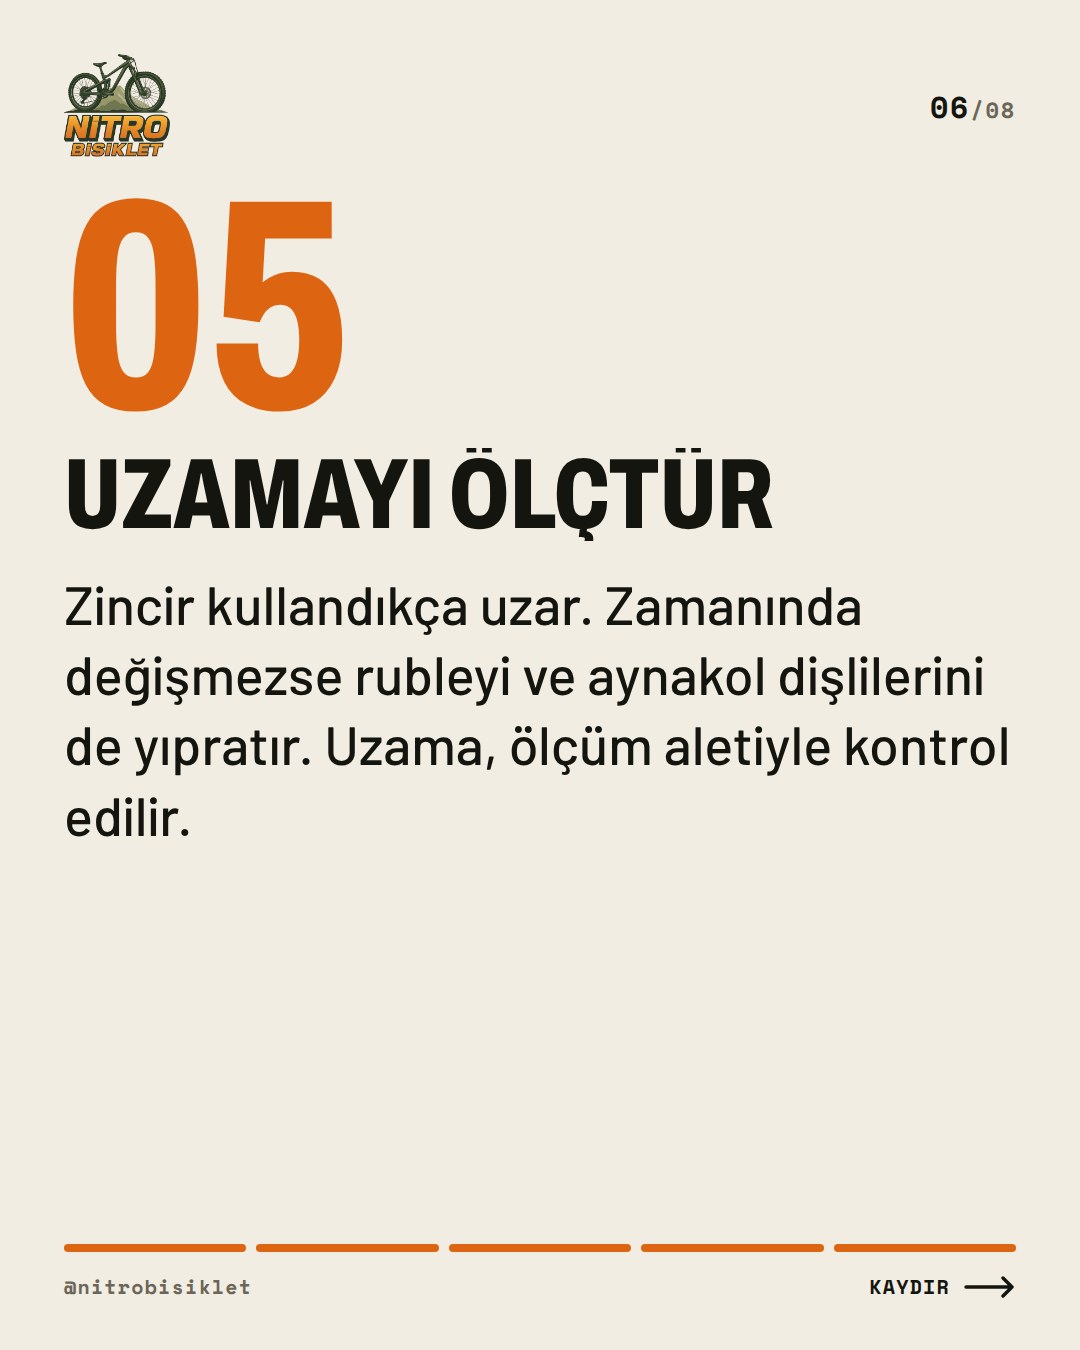 NiTRO
BISIKLET
06/08
05
UZAMAYI ÖLÇTÜR
Zincir kullandıkça uzar. Zamanında
değişmezse rubleyi ve aynakol dişlilerini
de yıpratır. Uzama, ölçüm aletiyle kontrol
edilir.
@nitrobisiklet
KAYDIR